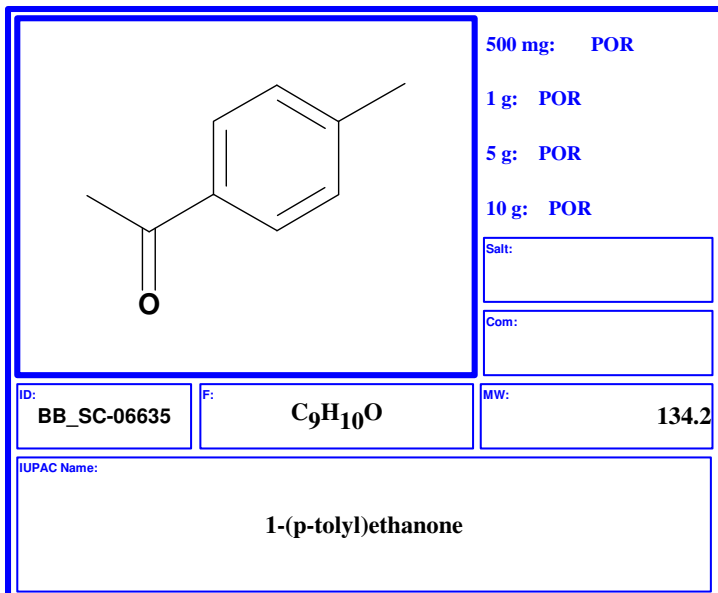 500 mg: POR
1 g: POR
5 g: POR
10 g: POR
Salt:
Com:
O
ID:
BB_SC-06635
F:
C9H10O
MW:
134.2
IUPAC Name:
1-(p-tolyl)ethanone